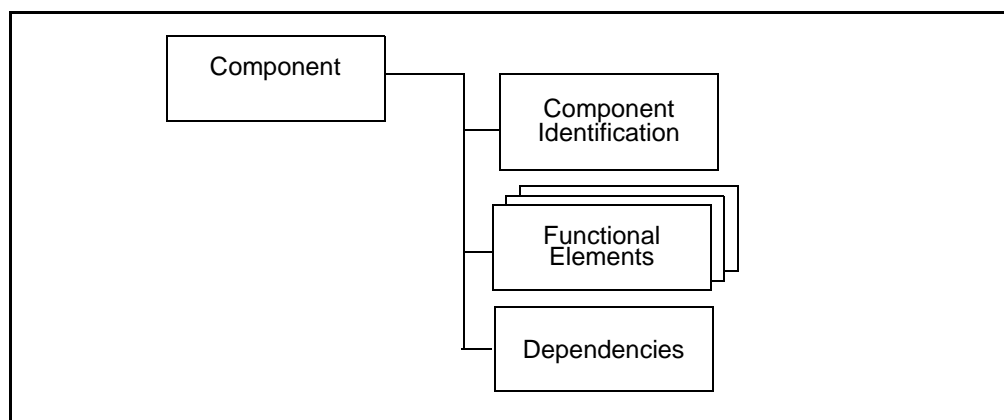 Component
Component
Identification
Functional
Elements
Dependencies